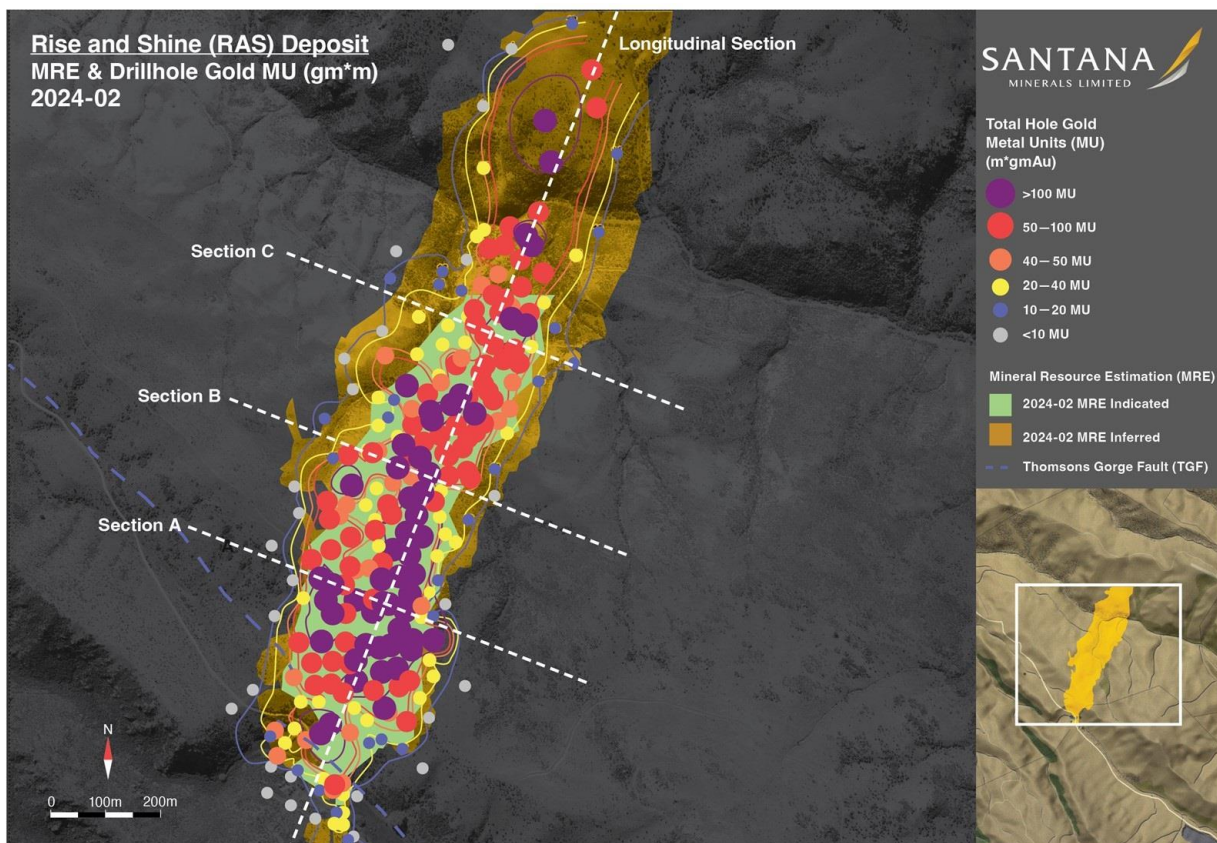 Rise and Shine (RAS) Deposit
MRE & Drillhole Gold MU (gm*m)
2024-02
Longitudinal Section
Section C
Section B
Section A
N
0 100m 200m
SANTANA
MINERALS LIMITED
Total Hole Gold
Metal Units (MU)
(m*gmAu)
>100 MU
50—100 MU
40—50 MU
20—40 MU
10—20 MU
<10 MU
Mineral Resource Estimation (MRE)
2024-02 MRE Indicated
2024-02 MRE Inferred
Thomsons Gorge Fault (TGF)